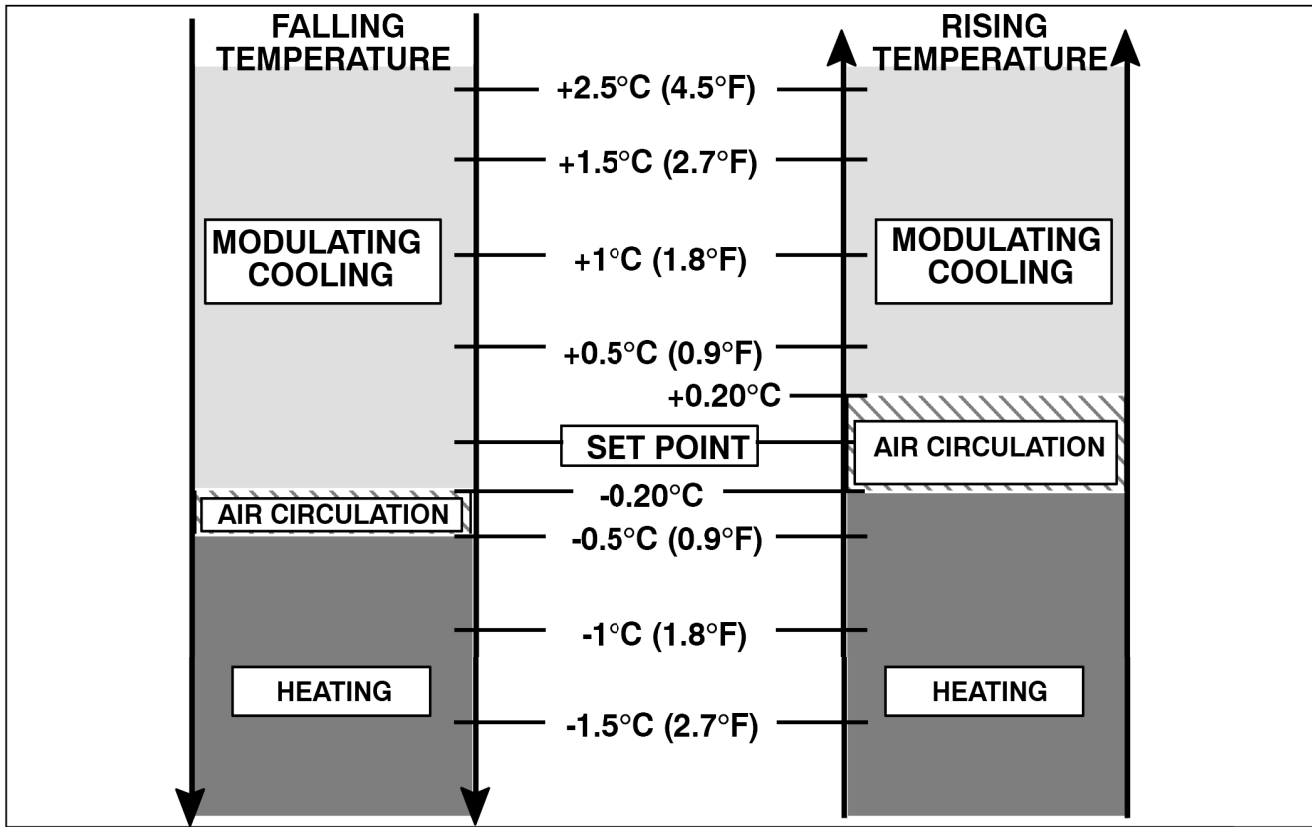 FALLING
TEMPERATURE
RISING
TEMPERATURE
+2.5°C (4.5°F)
+1.5°C (2.7°F)
MODULATING
COOLING
+1°C (1.8°F)
MODULATING
COOLING
+0.5°C (0.9°F)
+0.20°C
SET POINT
AIR CIRCULATION
-0.20°C
AIR CIRCULATION
-0.5°C (0.9°F)
-1°C (1.8°F)
HEATING
HEATING
-1.5°C (2.7°F)